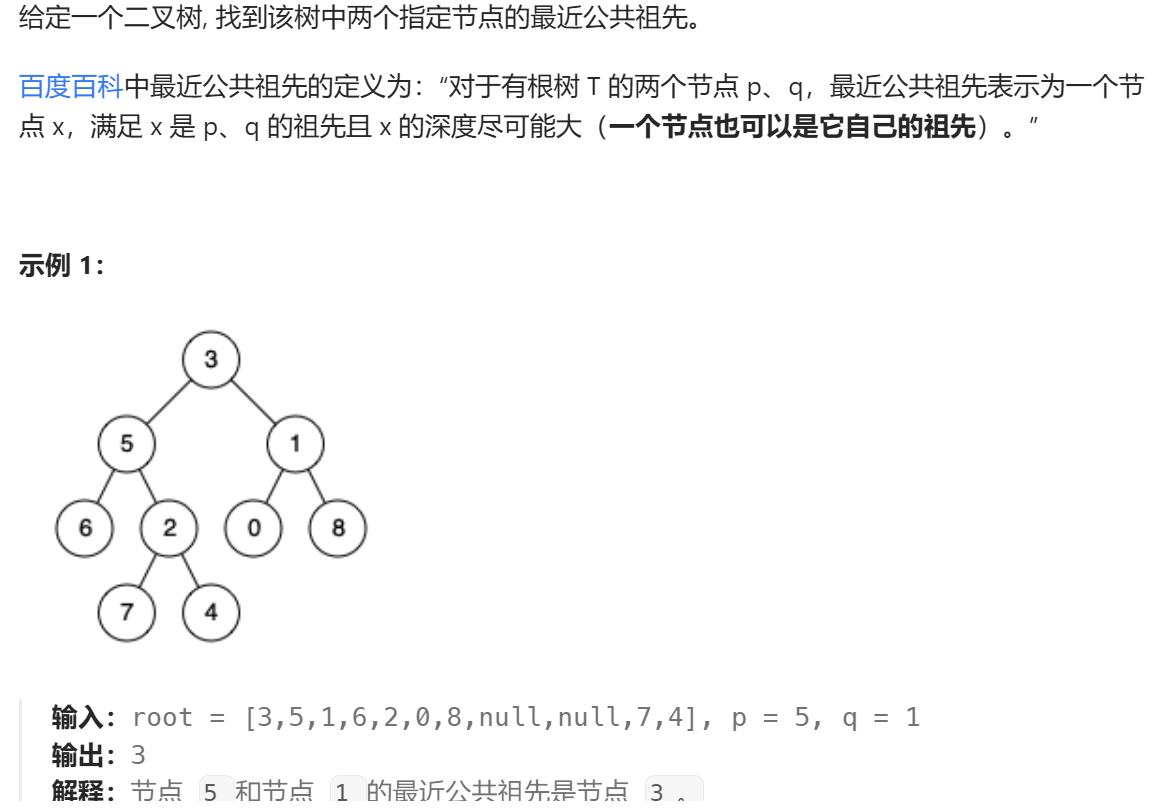 给定一个二叉树, 找到该树中两个指定节点的最近公共祖先。
百度百科中最近公共祖先的定义为：“对于有根树 T 的两个节点 p、q，最近公共祖先表示为一个节
点 x，满足 x 是 p、q 的祖先且 x 的深度尽可能大（一个节点也可以是它自己的祖先）。”
示例 1：
3
5 1
6 2 0 8
7 4
输入：root = [3,5,1,6,2,0,8,null,null,7,4], p = 5, q = 1
输出：3
解释：节点 5 和节点 1 的最近公共祖先是节点 3 。